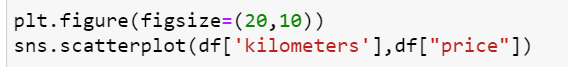 plt.figure(figsize=(20,10))
sns.scatterplot(df['kilometers'],df["price"])